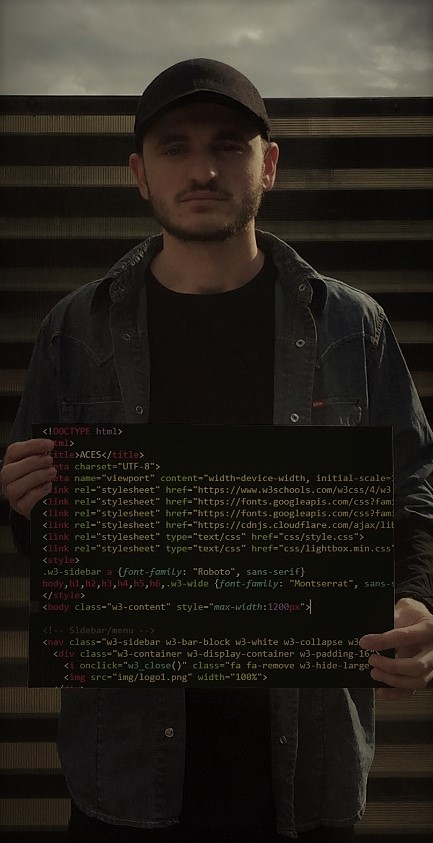 <!DOCTYPE html>
tml>
title>ACES</title>
eta charset="UTF-8">
eta name="viewport" content="width=device-width, initial-scale=
link rel="stylesheet" href="https://www.w3schools.com/w3css/4/w3
<link rel="stylesheet" href="https://fonts.googleapis.com/css?fam
<link rel="stylesheet" href="https://fonts.googleapis.com/css?fam
<link rel="stylesheet" href="https://cdnjs.cloudflare.com/ajax/li
<link rel="stylesheet" type="text/css" href="css/style.css">
<link rel="stylesheet" type="text/css" href="css/lightbox.min.css"
<style>
.w3-sidebar a {font-family: "Roboto", sans-serif}
body,h1,h2,h3,h4,h5,h6,.w3-wide {font-family: "Montserrat", sans-s
</style>
<body class="w3-content" style="max-width:1200px">
<!-- Sidebar/menu -->
<nav class="w3-sidebar w3-bar-block w3-white w3-collapse w3
<div class="w3-container w3-display-container w3-padding-16"
<i onclick="w3_close()" class="fa fa-remove w3-hide-large
<img src="img/logo1.png" width="100%">